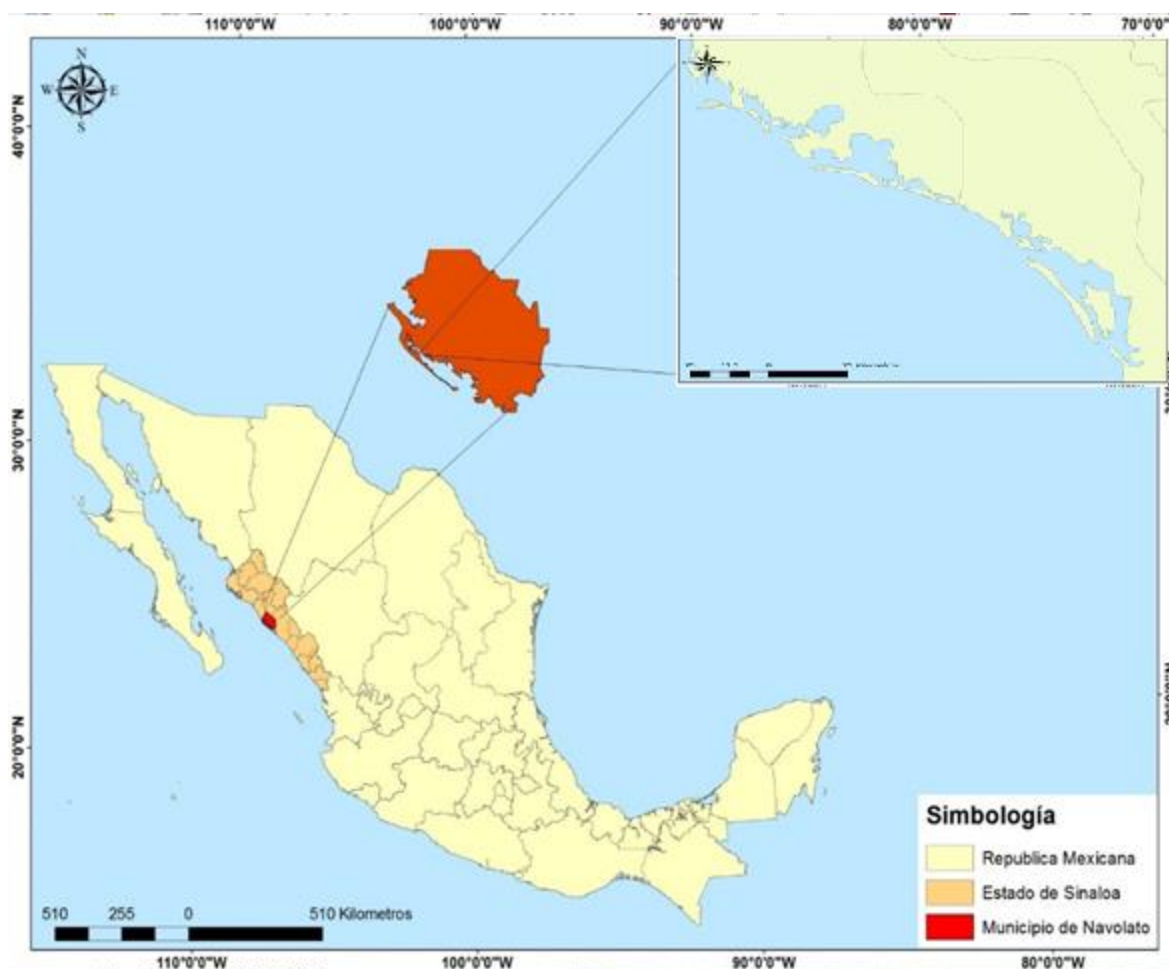 110°0'0"W 100°0'0"W 90°0'0"W 80°0'0"W 70°0'0"W
N
W E
S
40°0'0"N
30°0'0"N
20°0'0"N
Simbología
Republica Mexicana
Estado de Sinaloa
Municipio de Navolato
510 255 0 510 Kilometros
110°0'0"W 100°0'0"W 90°0'0"W 80°0'0"W